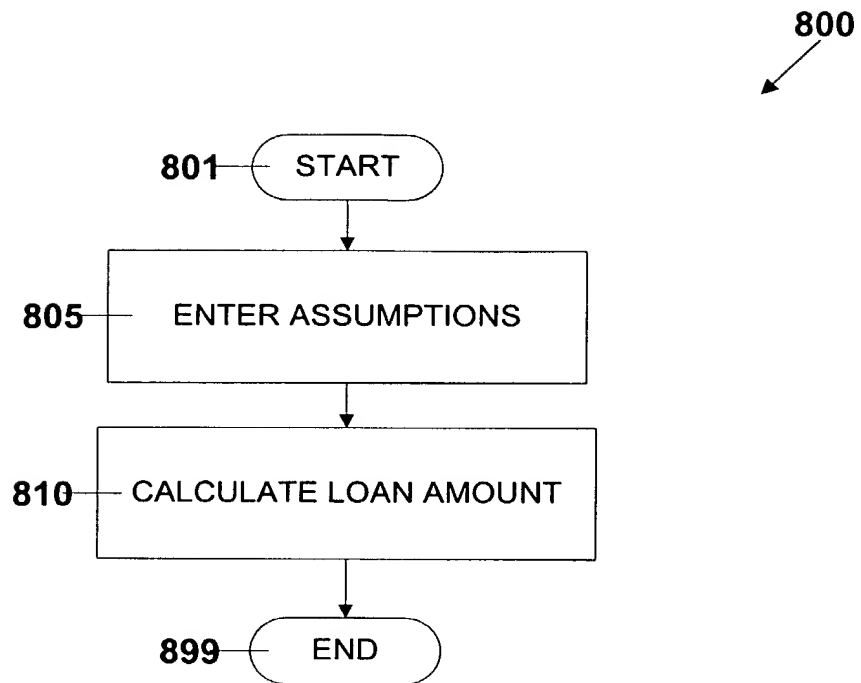 800
801 START
805 ENTER ASSUMPTIONS
810 CALCULATE LOAN AMOUNT
899 END